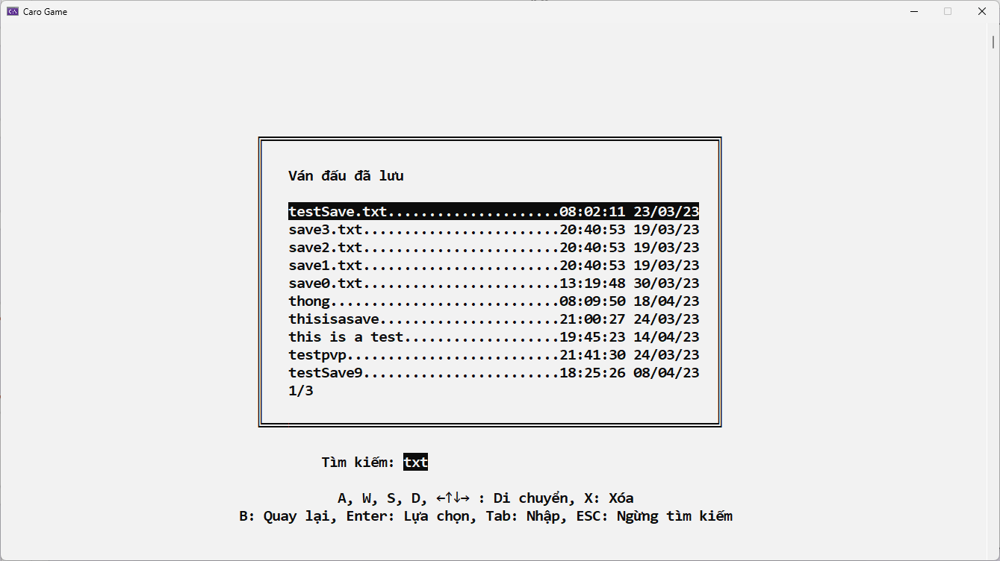 Caro Game
Ván đấu đã lưu
testSave.txt.....................08:02:11 23/03/23
save3.txt........................20:40:53 19/03/23
save2.txt........................20:40:53 19/03/23
save1.txt........................20:40:53 19/03/23
save0.txt........................13:19:48 30/03/23
thong............................08:09:50 18/04/23
thisisasave......................21:00:27 24/03/23
this is a test...................19:45:23 14/04/23
testpvp..........................21:41:30 24/03/23
testSave9........................18:25:26 08/04/23
1/3
Tìm kiếm: txt
A, W, S, D, ←↑↓→ : Di chuyển, X: Xóa
B: Quay lại, Enter: Lựa chọn, Tab: Nhập, ESC: Ngừng tìm kiếm